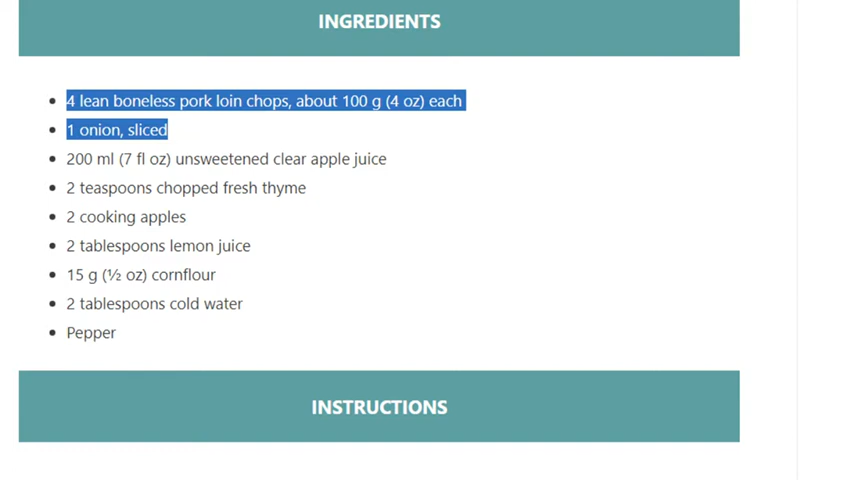 INGREDIENTS
4 lean boneless pork loin chops, about 100 g (4 oz) each
1 onion, sliced
200 ml (7 fl oz) unsweetened clear apple juice
2 teaspoons chopped fresh thyme
2 cooking apples
2 tablespoons lemon juice
15 g (½ oz) cornflour
2 tablespoons cold water
Pepper
INSTRUCTIONS